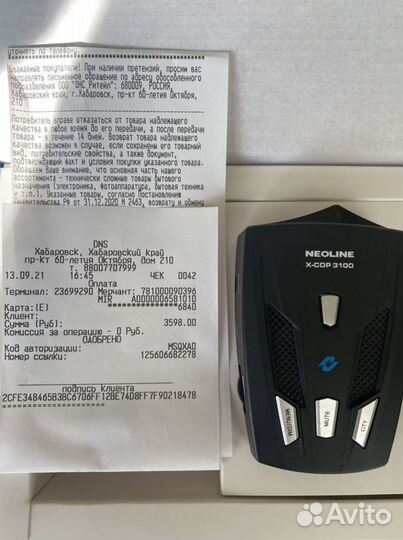 уточнять по телефону.
Уважаемые покупатели! При наличии претензий, просим вас
направлять письменное обращение по адресу обособленного
подразделения ООО "ДНС Ритейл": 680009, РОССИЯ,
Хабаровский край, г.Хабаровск, пр-кт 60-летия Октября,
210
Потребитель вправе отказаться от товара надлежащего
качества в любое время до его передачи, а после передачи
товара - в течение 14 дней. Возврат товара надлежащего
качества возможен в случае, если сохранены его товарный
вид, потребительские свойства, а также документ,
подтверждающий факт и условия покупки указанного товара.
Обращаем Ваше внимание, что основная часть нашего
ассортимента - технически сложные товары бытового
назначения (электроника, фотоаппаратура, бытовая техника
и т.п.). Указанные товары, согласно Постановлению
Правительства РФ от 31.12.2020 N 2463, возврату и обмену
DNS
Хабаровск, Хабаровский край
пр-кт 60-летия Октября, дом 210
Т. 88007707999
13.09.21 16:45 ЧЕК 0042
Оплата
Терминал: 23699290 Мерчант: 781000090396
MIR A0000006581010
Карта:(E) ************6840
Клиент:
Сумма (Руб): 3598.00
Комиссия за операцию - 0 Руб.
ОДОБРЕНО
Код авторизации: MSQXAD
Номер ссылки: 125606682278
подпись клиента
2CFE348465B3BC6706FF12BE74D8FF7F90218478
NEOLINE
X-COP 3100
MENU/DIM
MUTE
CITY
Avito